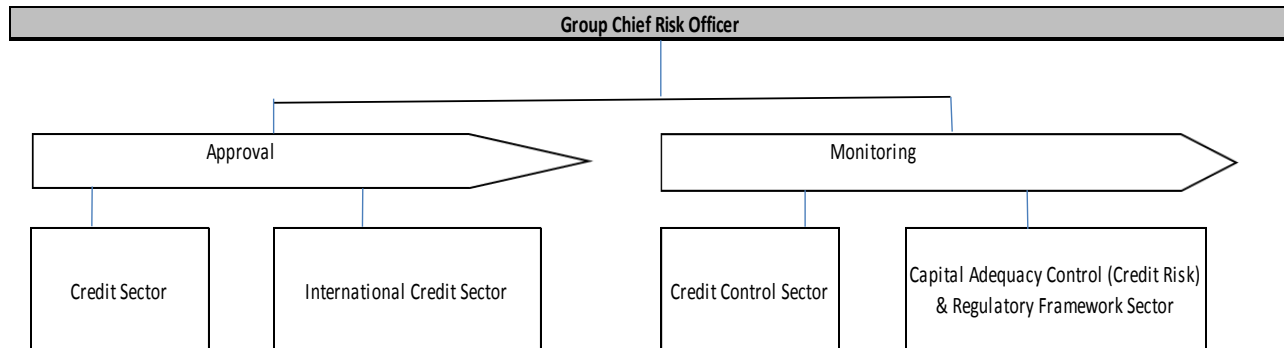 Group Chief Risk Officer
Approval
Monitoring
Credit Sector
International Credit Sector
Credit Control Sector
Capital Adequacy Control (Credit Risk)
& Regulatory Framework Sector